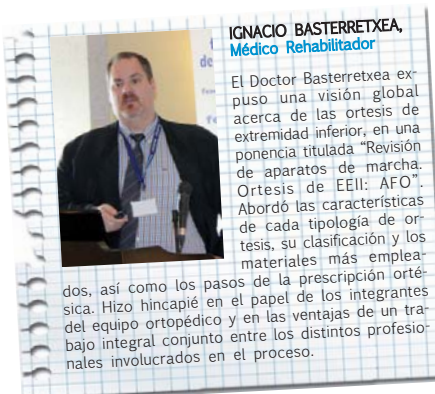 IGNACIO BASTERRETXEA,
Médico Rehabilitador
El Doctor Basterretxea ex-
puso una visión global
acerca de las ortesis de
extremidad inferior, en una
ponencia titulada “Revisión
de aparatos de marcha.
Ortesis de EEII: AFO”.
Abordó las características
de cada tipología de or-
tesis, su clasificación y los
materiales más emplea-
dos, así como los pasos de la prescripción orté-
sica. Hizo hincapié en el papel de los integrantes
del equipo ortopédico y en las ventajas de un tra-
bajo integral conjunto entre los distintos profesio-
nales involucrados en el proceso.